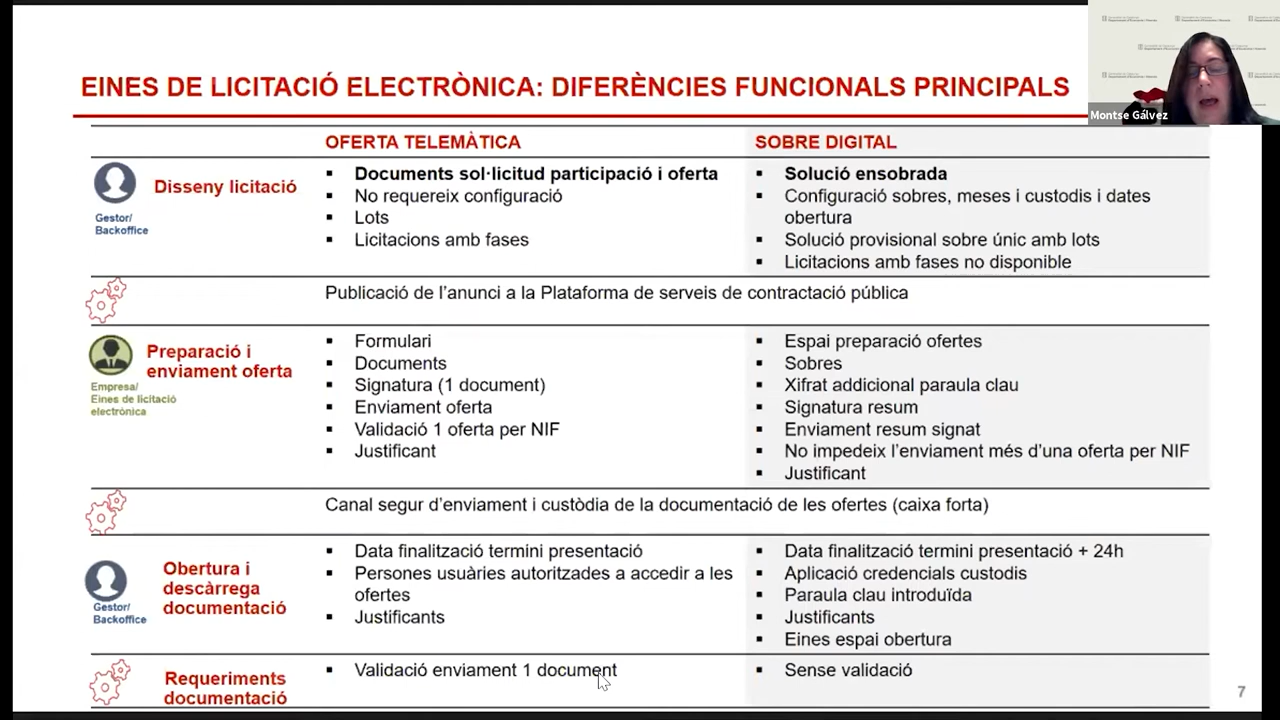 EINES DE LICITACIÓ ELECTRÒNICA: DIFERÈNCIES FUNCIONALS PRINCIPALS
Montse Gálvez
OFERTA TELEMÀTICA
SOBRE DIGITAL
Disseny licitació
Gestor/
Backoffice
▪ Documents sol·licitud participació i oferta
▪ No requereix configuració
▪ Lots
▪ Licitacions amb fases
▪ Solució ensobrada
▪ Configuració sobres, meses i custodis i dates
obertura
▪ Solució provisional sobre únic amb lots
▪ Licitacions amb fases no disponible
Publicació de l'anunci a la Plataforma de serveis de contractació pública
Preparació i
enviament oferta
Empresa/
Eines de licitació
electrònica
▪ Formulari
▪ Documents
▪ Signatura (1 document)
▪ Enviament oferta
▪ Validació 1 oferta per NIF
▪ Justificant
▪ Espai preparació ofertes
▪ Sobres
▪ Xifrat addicional paraula clau
▪ Signatura resum
▪ Enviament resum signat
▪ No impedeix l'enviament més d'una oferta per NIF
▪ Justificant
Canal segur d'enviament i custòdia de la documentació de les ofertes (caixa forta)
Obertura i
descàrrega
documentació
Gestor/
Backoffice
▪ Data finalització termini presentació
▪ Persones usuàries autoritzades a accedir a les
ofertes
▪ Justificants
▪ Data finalització termini presentació + 24h
▪ Aplicació credencials custodis
▪ Paraula clau introduïda
▪ Justificants
▪ Eines espai obertura
Requeriments
documentació
▪ Validació enviament 1 document
▪ Sense validació
7